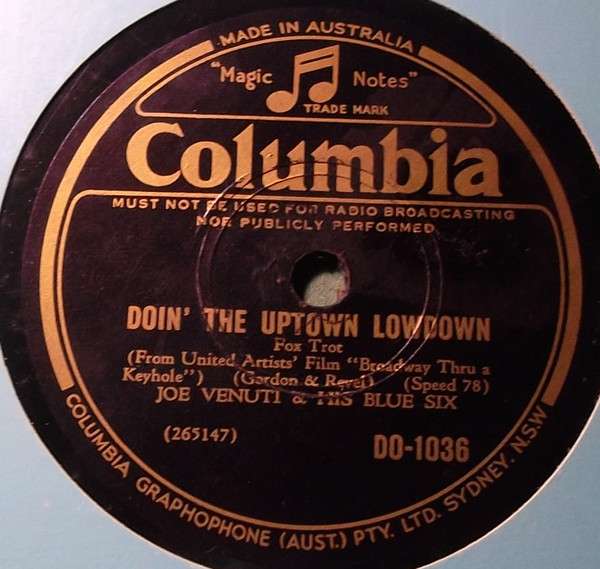 MADE IN AUSTRALIA
"Magic Notes"
TRADE MARK
Columbia
MUST NOT BE USED FOR RADIO BROADCASTING
NOR PUBLICLY PERFORMED
DOIN' THE UPTOWN LOWDOWN
Fox Trot
(From United Artists' Film "Broadway Thru a
Keyhole") (Gordon & Revel) (Speed 78)
JOE VENUTI & HIS BLUE SIX
(265147) DO-1036
COLUMBIA GRAPHOPHONE (AUST.) PTY. LTD. SYDNEY. N.S.W